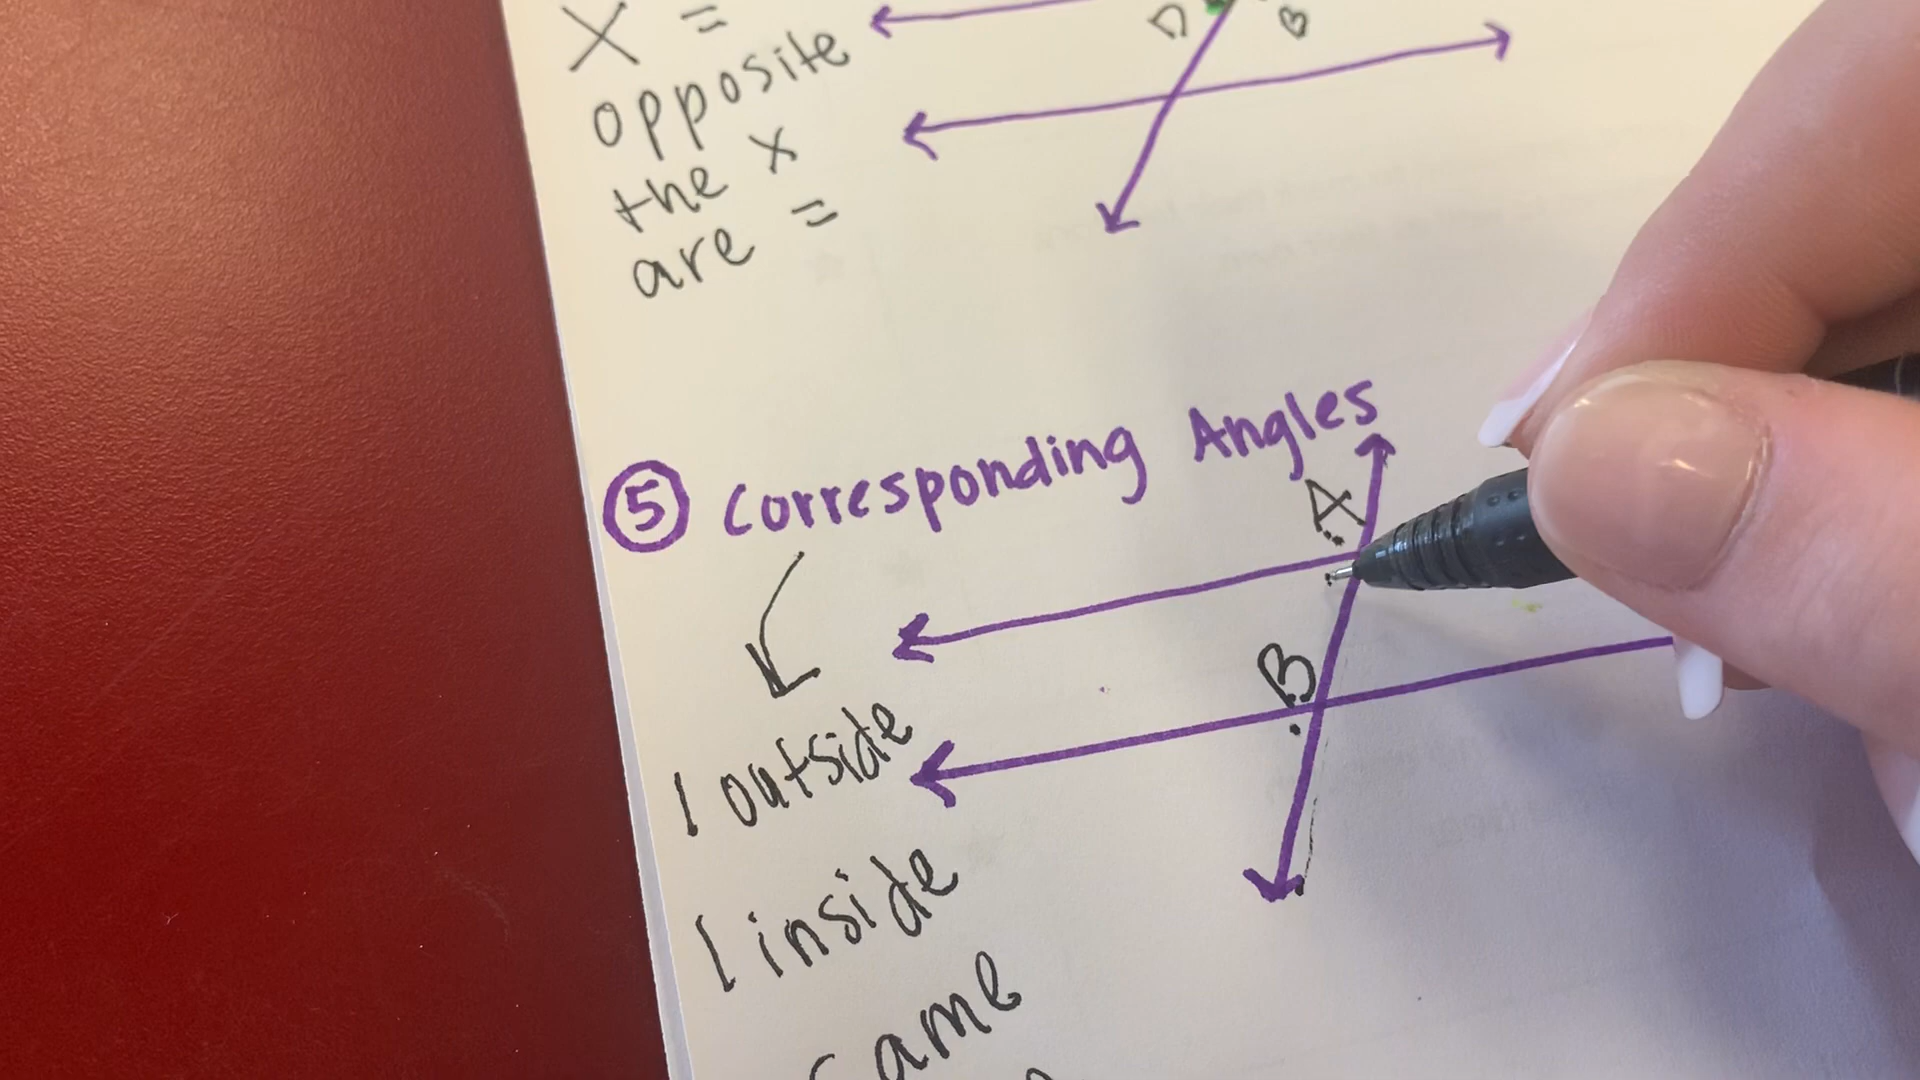 X =
opposite
the x
are =
D B
⑤ Corresponding Angles
A
B
1 outside
1 inside
same